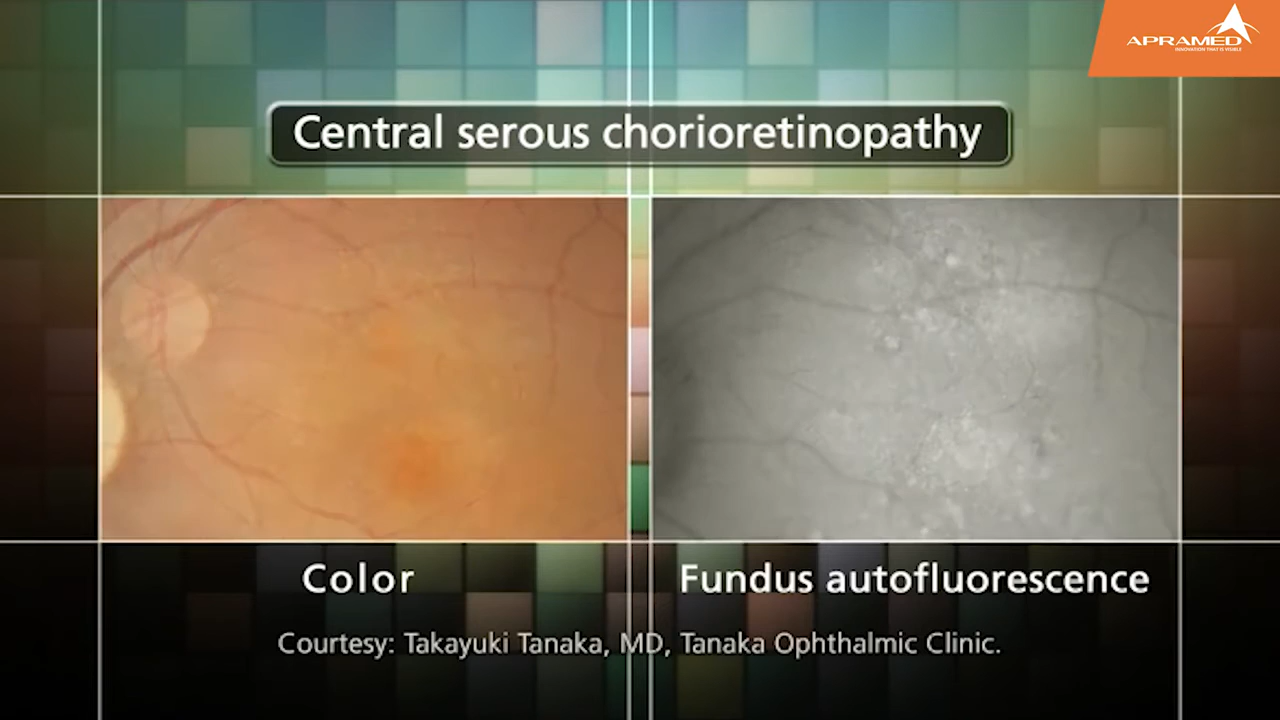 APRAMED
INNOVATION THAT IS VISIBLE
Central serous chorioretinopathy
Color
Fundus autofluorescence
Courtesy: Takayuki Tanaka, MD, Tanaka Ophthalmic Clinic.